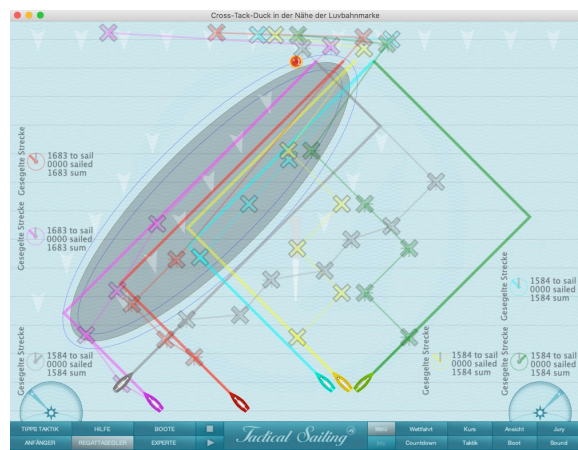 Cross-Tack-Duck in der Nähe der Luvbahnmarke
Gesegelte Strecke
1683 to sail
0000 sailed
1683 sum
Gesegelte Strecke
1683 to sail
0000 sailed
1683 sum
Gesegelte Strecke
1584 to sail
0000 sailed
1584 sum
Gesegelte Strecke
1584 to sail
0000 sailed
1584 sum
Gesegelte Strecke
1584 to sail
0000 sailed
1584 sum
Gesegelte Strecke
1584 to sail
0000 sailed
1584 sum
TIPPS TAKTIK
HILFE
BOOTE
Tactical Sailing
Menü
Wettfahrt
Kurs
Ansicht
Jury
ANFÄNGER
REGATTASEGLER
EXPERTE
Countdown
Taktik
Boot
Sound